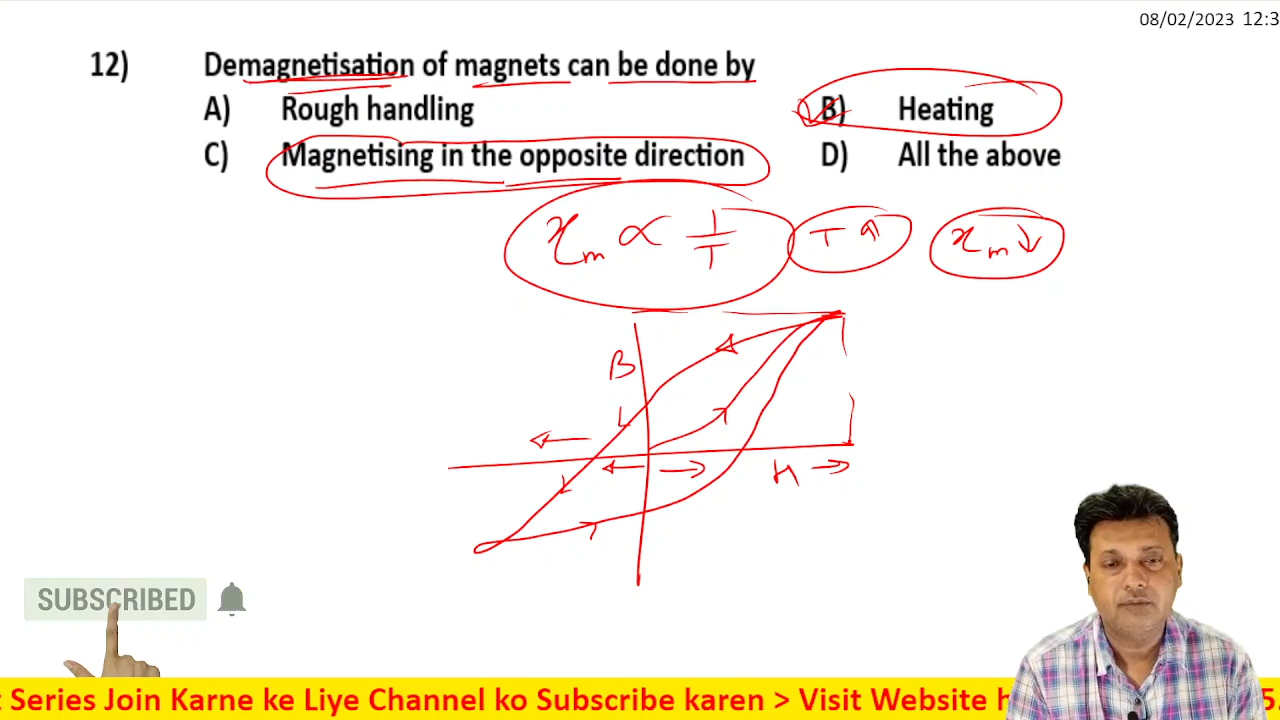 08/02/2023 12:3
12) Demagnetisation of magnets can be done by
A) Rough handling B) Heating
C) Magnetising in the opposite direction D) All the above
χm ∝ 1/T T↑ χm ↓
B
H →
SUBSCRIBED
t Series Join Karne ke Liye Channel ko Subscribe karen > Visit Website h 5.